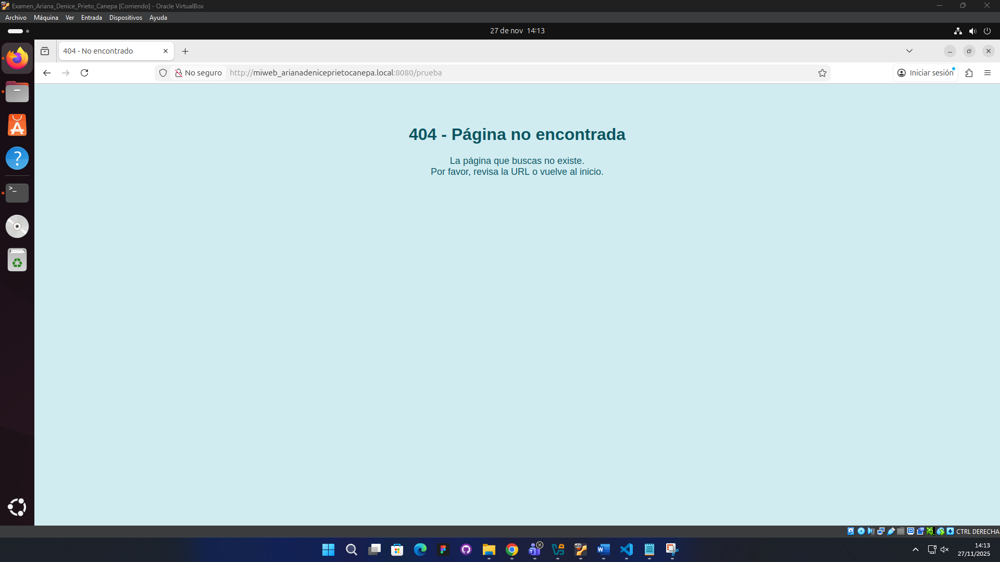 Examen_Ariana_Denice_Prieto_Canepa [Corriendo] - Oracle VirtualBox
Archivo Máquina Ver Entrada Dispositivos Ayuda
27 de nov 14:13
404 - No encontrado
No seguro http://miweb_arianadeniceprietocanepa.local:8080/prueba
Iniciar sesión
404 - Página no encontrada
La página que buscas no existe.
Por favor, revisa la URL o vuelve al inicio.
CTRL DERECHA
14:13
27/11/2025